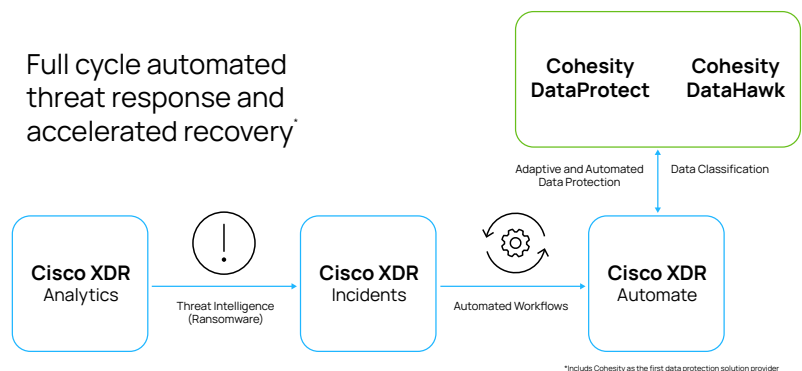 Full cycle automated
threat response and
accelerated recovery*
Cohesity
DataProtect
Cohesity
DataHawk
Adaptive and Automated
Data Protection
Data Classification
Cisco XDR
Analytics
Threat Intelligence
(Ransomware)
Cisco XDR
Incidents
Automated Workflows
Cisco XDR
Automate
*Includs Cohesity as the first data protection solution provider